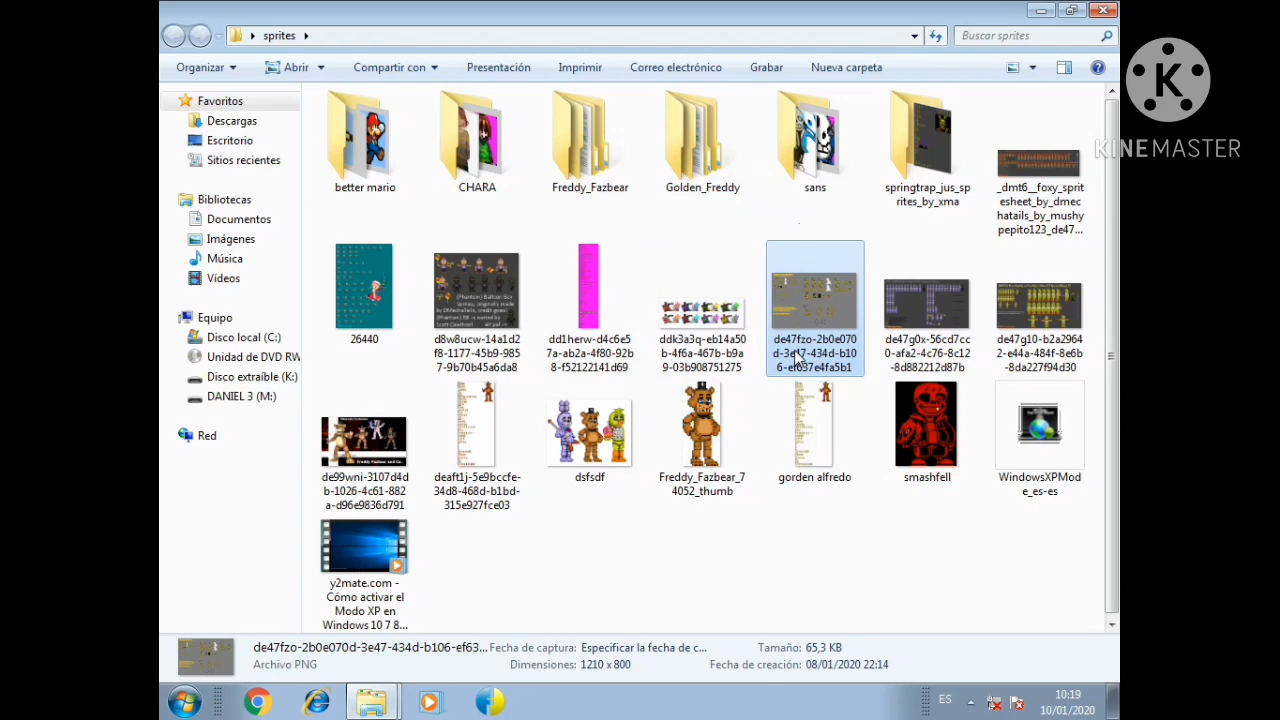 sprites
Buscar sprites
Organizar
Abrir
Compartir con
Presentación
Imprimir
Correo electrónico
Grabar
Nueva carpeta
K
KINEMASTER
Favoritos
Descargas
Escritorio
Sitios recientes
Bibliotecas
Documentos
Imágenes
Música
Vídeos
Equipo
Disco local (C:)
Unidad de DVD RW
Disco extraíble (K:)
DANIEL 3 (M:)
Red
better mario
CHARA
Freddy_Fazbear
Golden_Freddy
sans
springtrap_jus_sp
rites_by_xma
_dmt6__foxy_sprit
esheet_by_dmec
hatails_by_mushy
pepito123_de47...
26440
d8w8ucw-14a1d2
f8-1177-45b9-985
7-9b70b45a6da8
dd1herw-d4c6e5
7a-ab2a-4f80-92b
8-f52122141d69
ddk3a3q-eb14a50
b-4f6a-467b-b9a
9-03b908751275
de47fzo-2b0e070
d-3e47-434d-b10
6-ef637e4fa5b1
de47g0x-56cd7cc
0-afa2-4c76-8c12
-8d882212d87b
de47g10-b2a2964
2-e44a-484f-8e6b
-8da227f94d30
de99wni-3107d4d
b-1026-4c61-882
a-d96e9836d791
deaft1j-5e9bccfe-
34d8-468d-b1bd-
315e927fce03
dsfsdf
Freddy_Fazbear_7
4052_thumb
gorden alfredo
smashfell
WindowsXPMod
e_es-es
y2mate.com -
Cómo activar el
Modo XP en
Windows 10 7 8...
de47fzo-2b0e070d-3e47-434d-b106-ef63...
Fecha de captura: Especificar la fecha de c...
Tamaño: 65,3 KB
Archivo PNG
Dimensiones: 1210 x 800
Fecha de creación: 08/01/2020 22:14
ES
10:19
10/01/2020